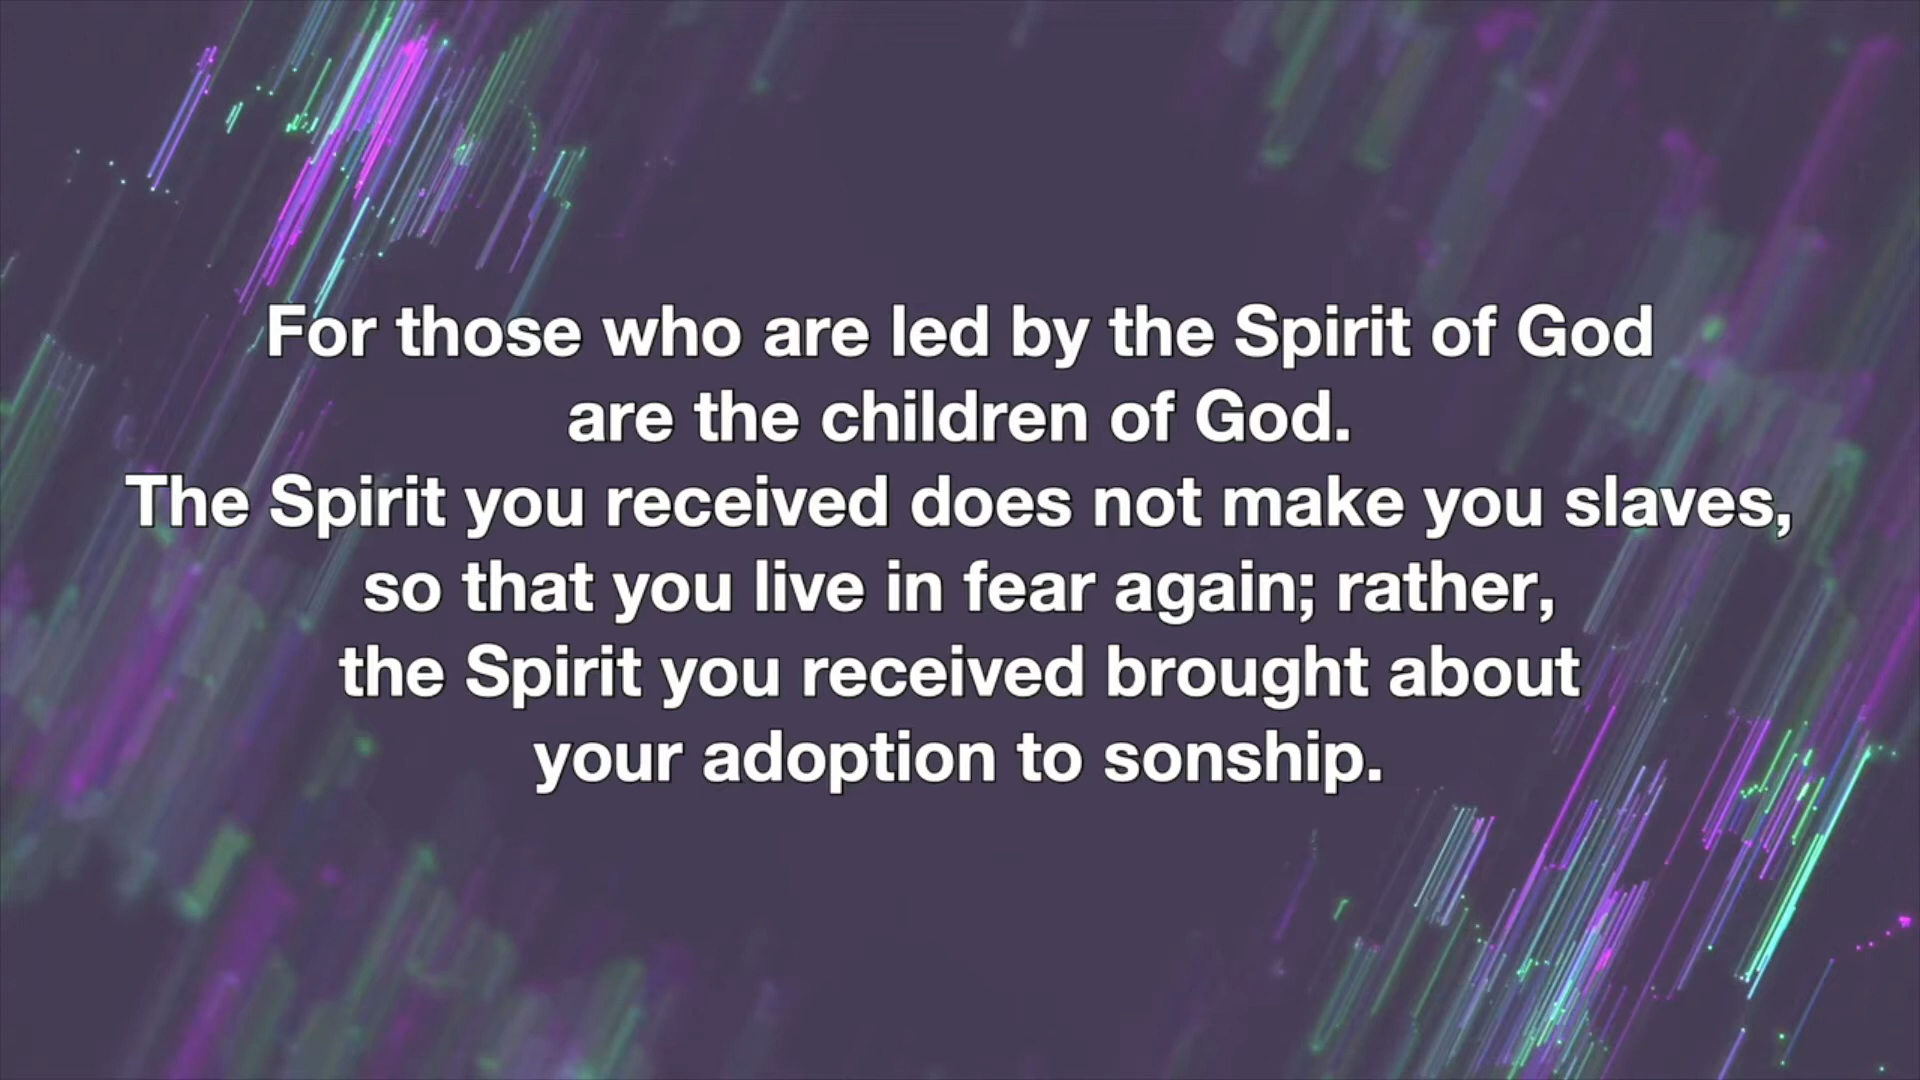 For those who are led by the Spirit of God
are the children of God.
The Spirit you received does not make you slaves,
so that you live in fear again; rather,
the Spirit you received brought about
your adoption to sonship.